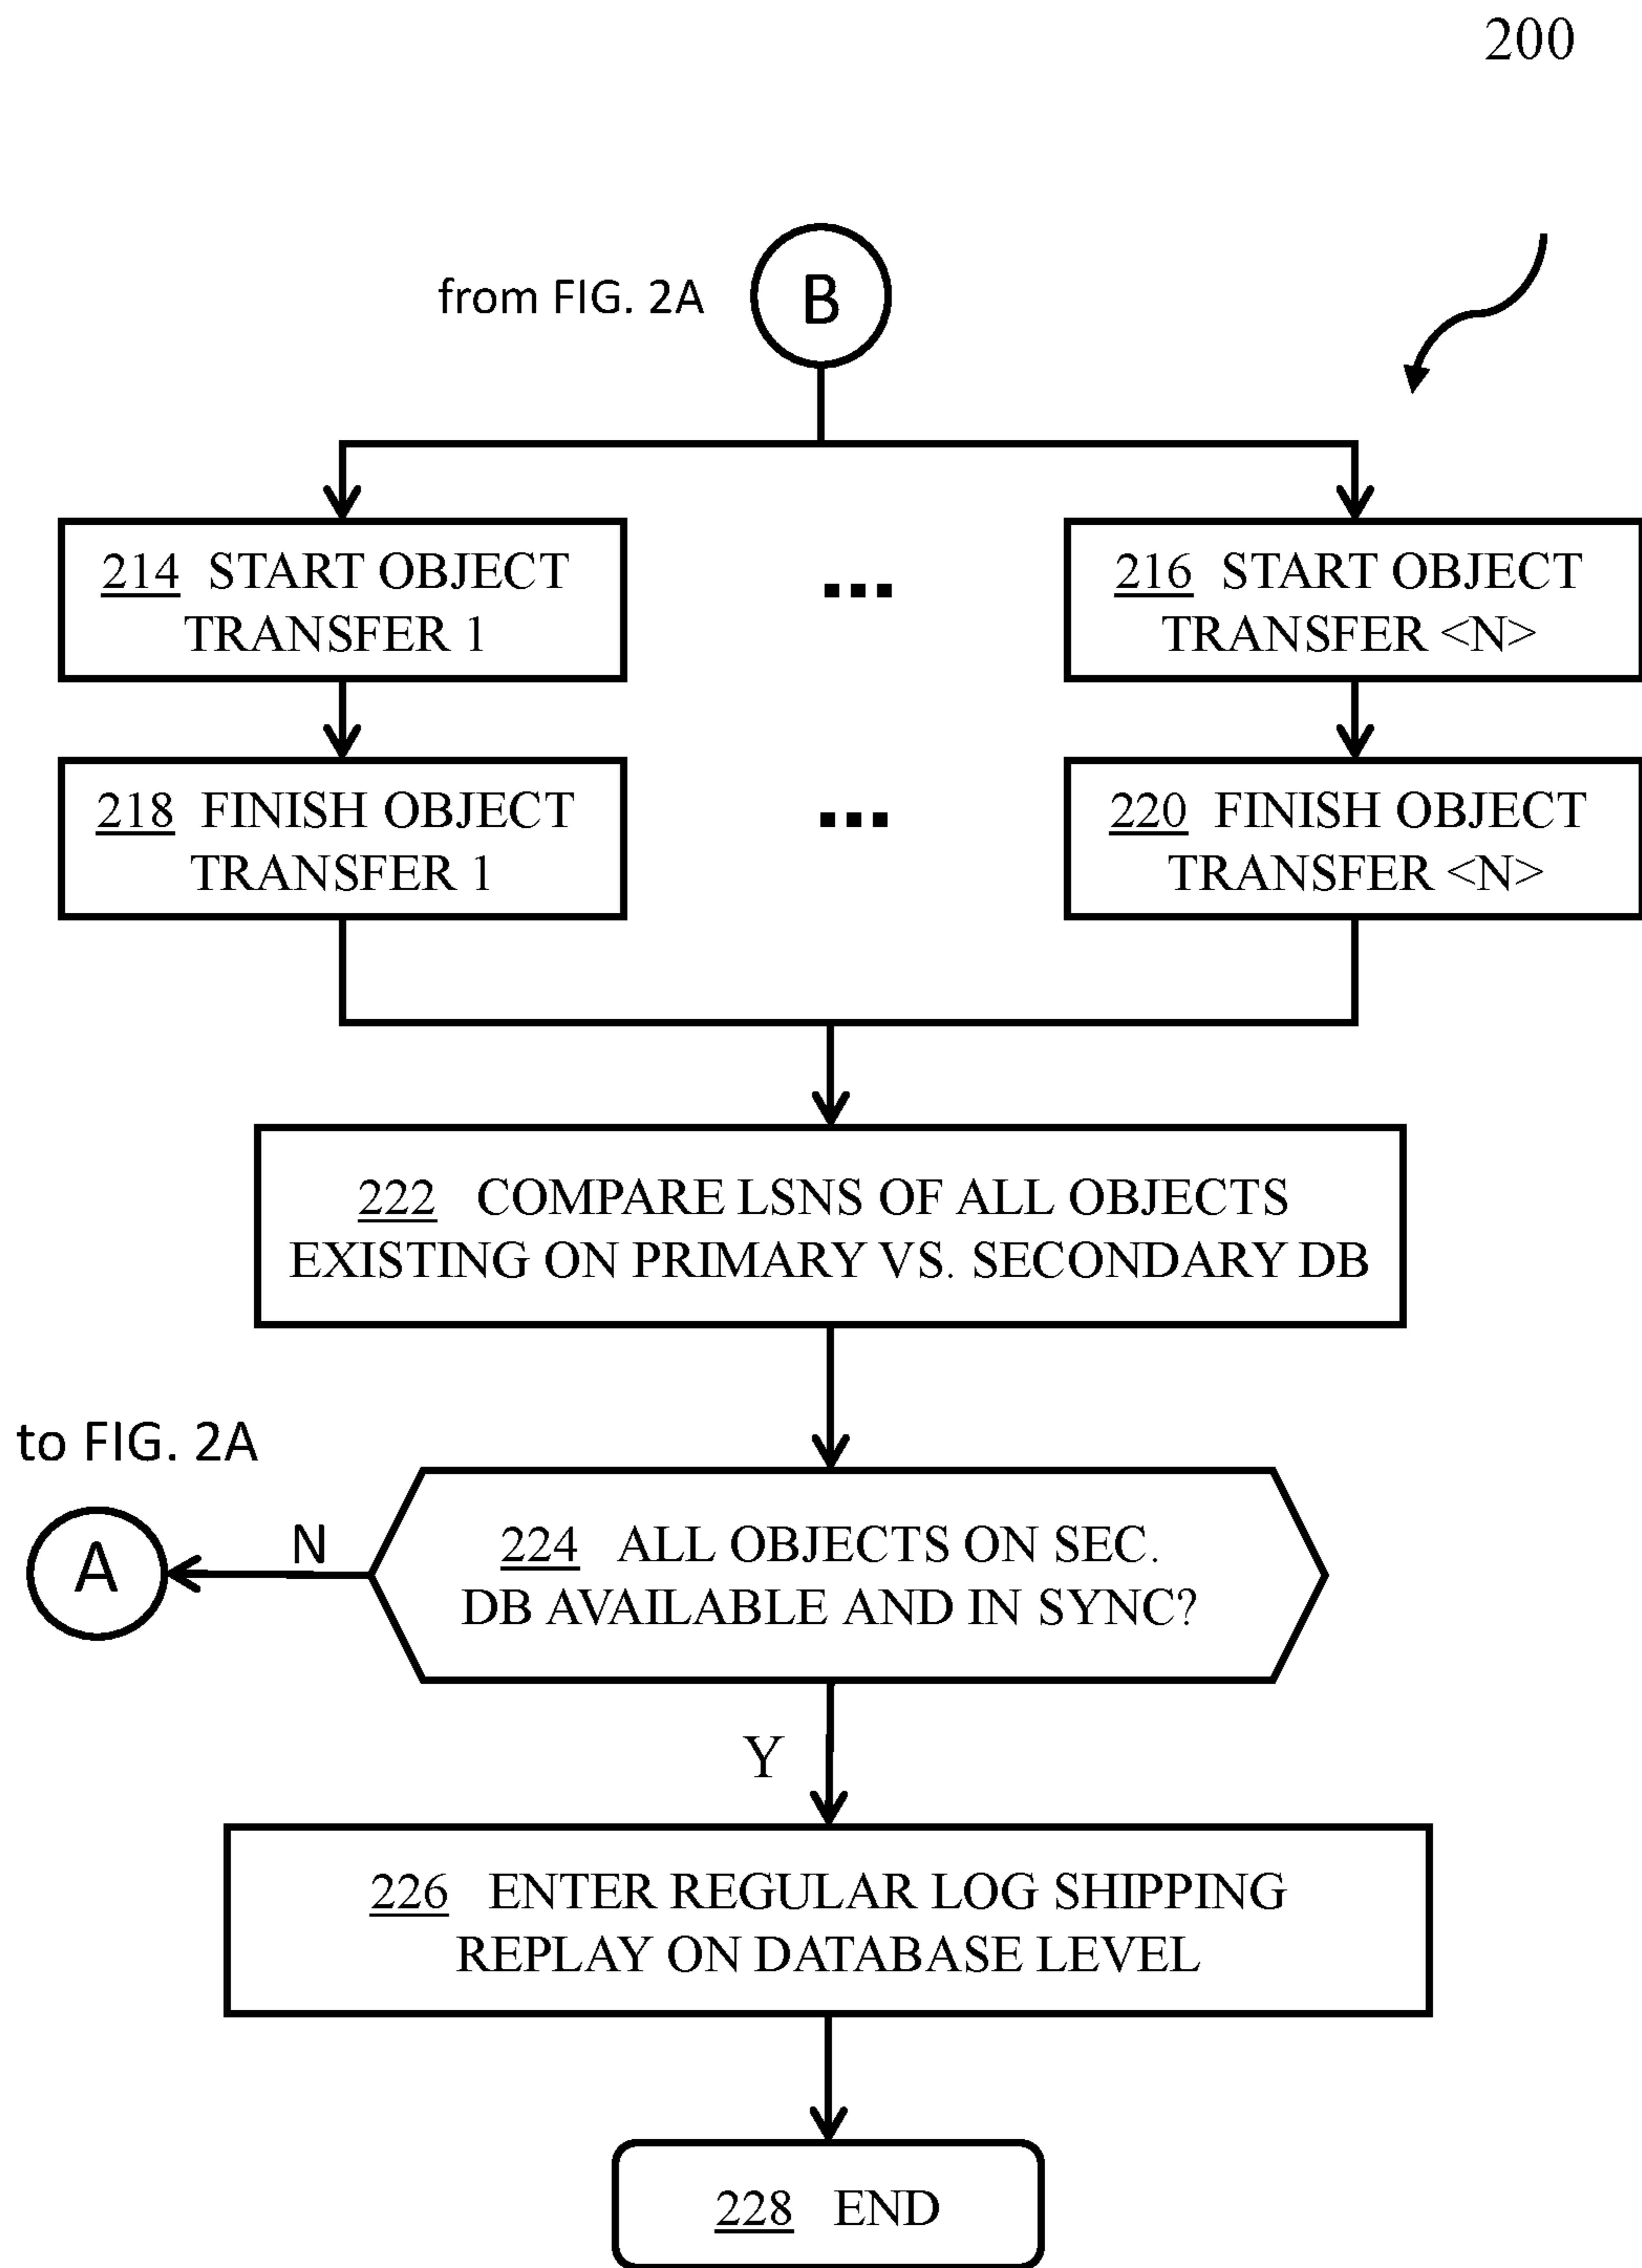 200
from FIG. 2A
B
214 START OBJECT
TRANSFER 1
...
216 START OBJECT
TRANSFER <N>
218 FINISH OBJECT
TRANSFER 1
...
220 FINISH OBJECT
TRANSFER <N>
222 COMPARE LSNS OF ALL OBJECTS
EXISTING ON PRIMARY VS. SECONDARY DB
to FIG. 2A
A
N
224 ALL OBJECTS ON SEC.
DB AVAILABLE AND IN SYNC?
Y
226 ENTER REGULAR LOG SHIPPING
REPLAY ON DATABASE LEVEL
228 END